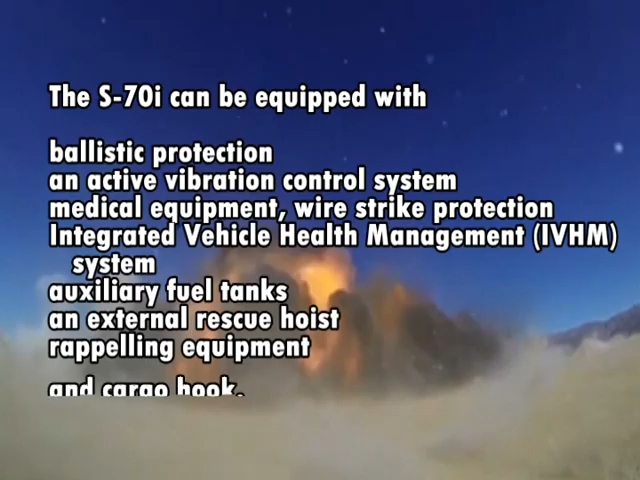 The S-70i can be equipped with
ballistic protection
an active vibration control system
medical equipment, wire strike protection
Integrated Vehicle Health Management (IVHM)
system
auxiliary fuel tanks
an external rescue hoist
rappelling equipment
and cargo hook.